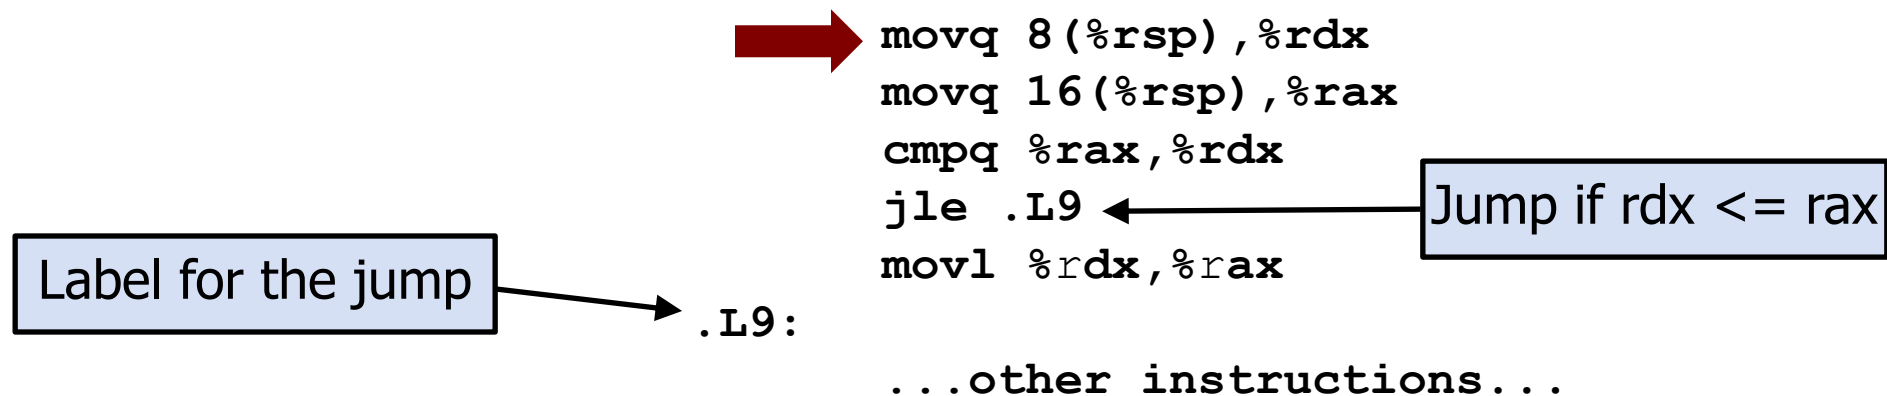 movq 8(%rsp),%rdx
movq 16(%rsp),%rax
cmpq %rax,%rdx
jle .L9
Jump if rdx <= rax
movl %rdx,%rax
Label for the jump
.L9:
...other instructions...